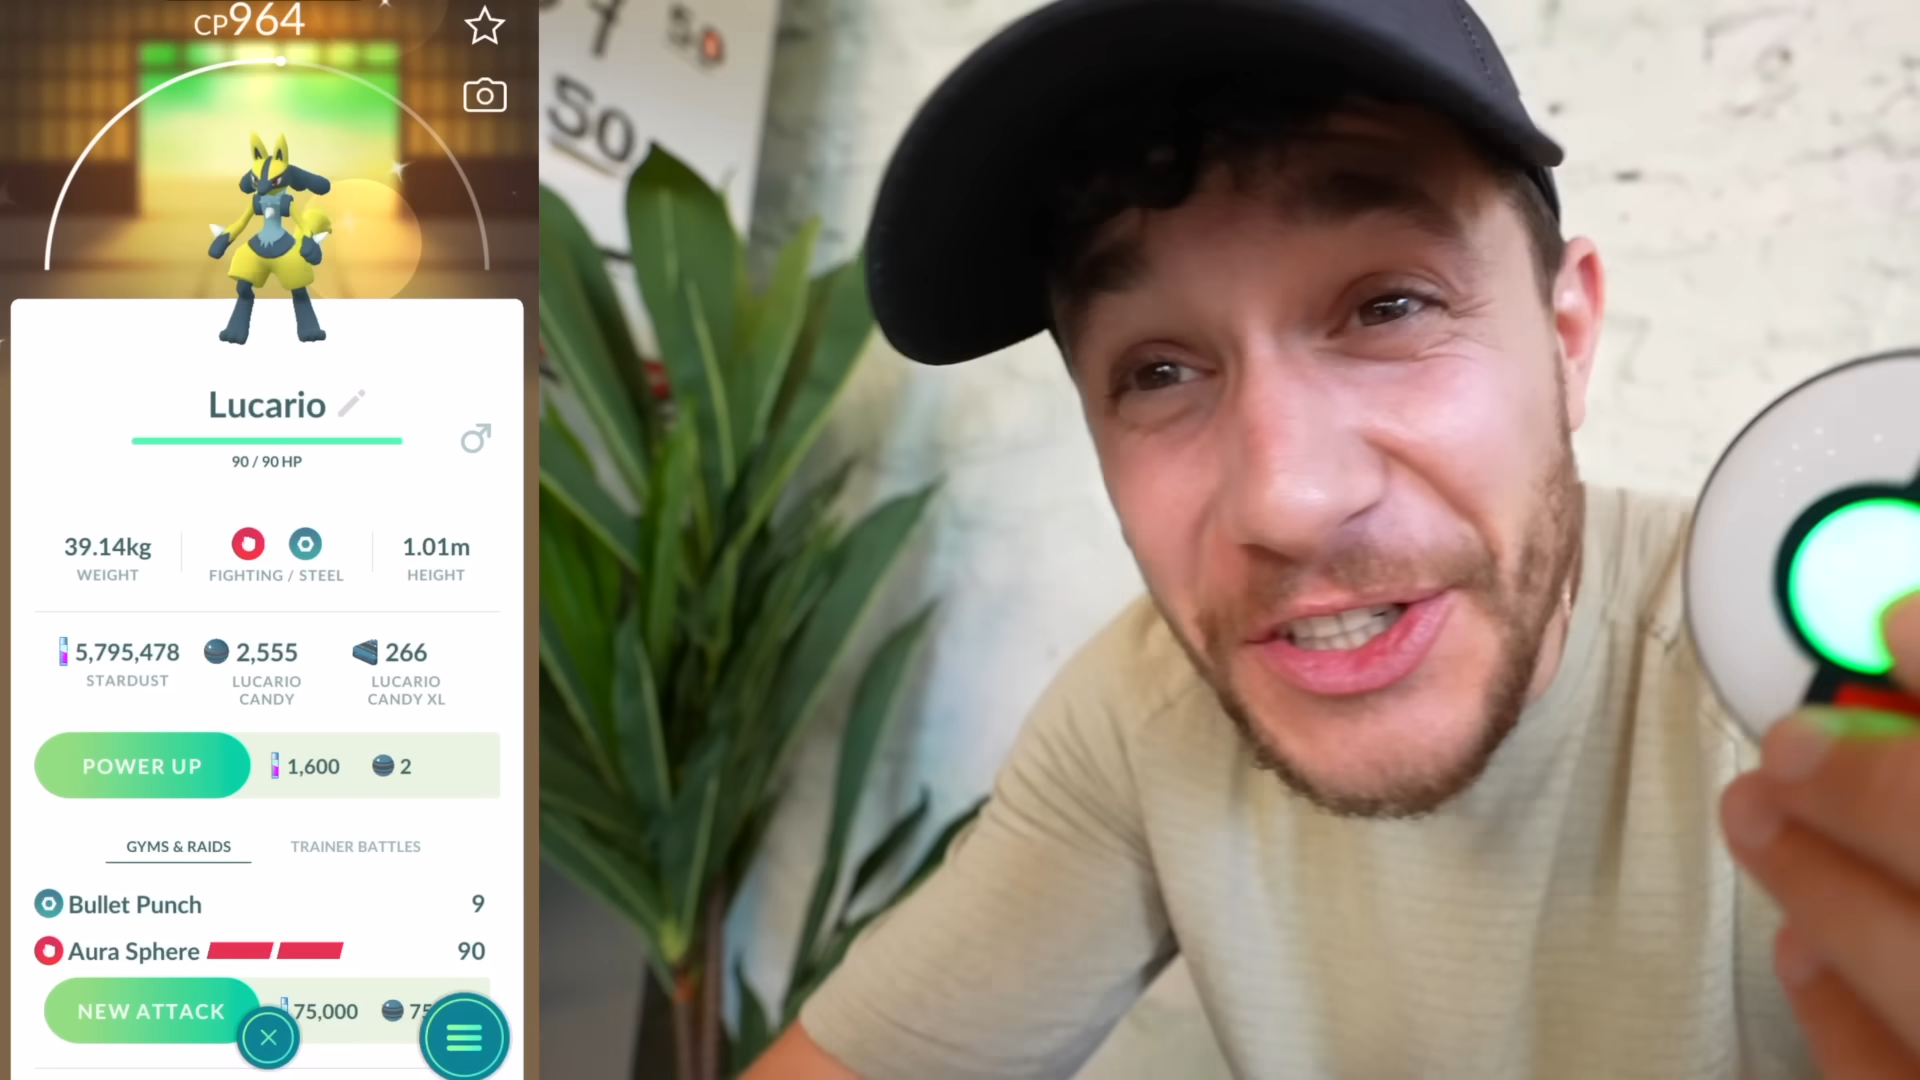 CP964
Lucario
90 / 90 HP
39.14kg
WEIGHT
FIGHTING / STEEL
1.01m
HEIGHT
5,795,478
STARDUST
2,555
LUCARIO
CANDY
266
LUCARIO
CANDY XL
POWER UP
1,600
2
GYMS & RAIDS
TRAINER BATTLES
Bullet Punch
9
Aura Sphere
90
NEW ATTACK
75,000
50